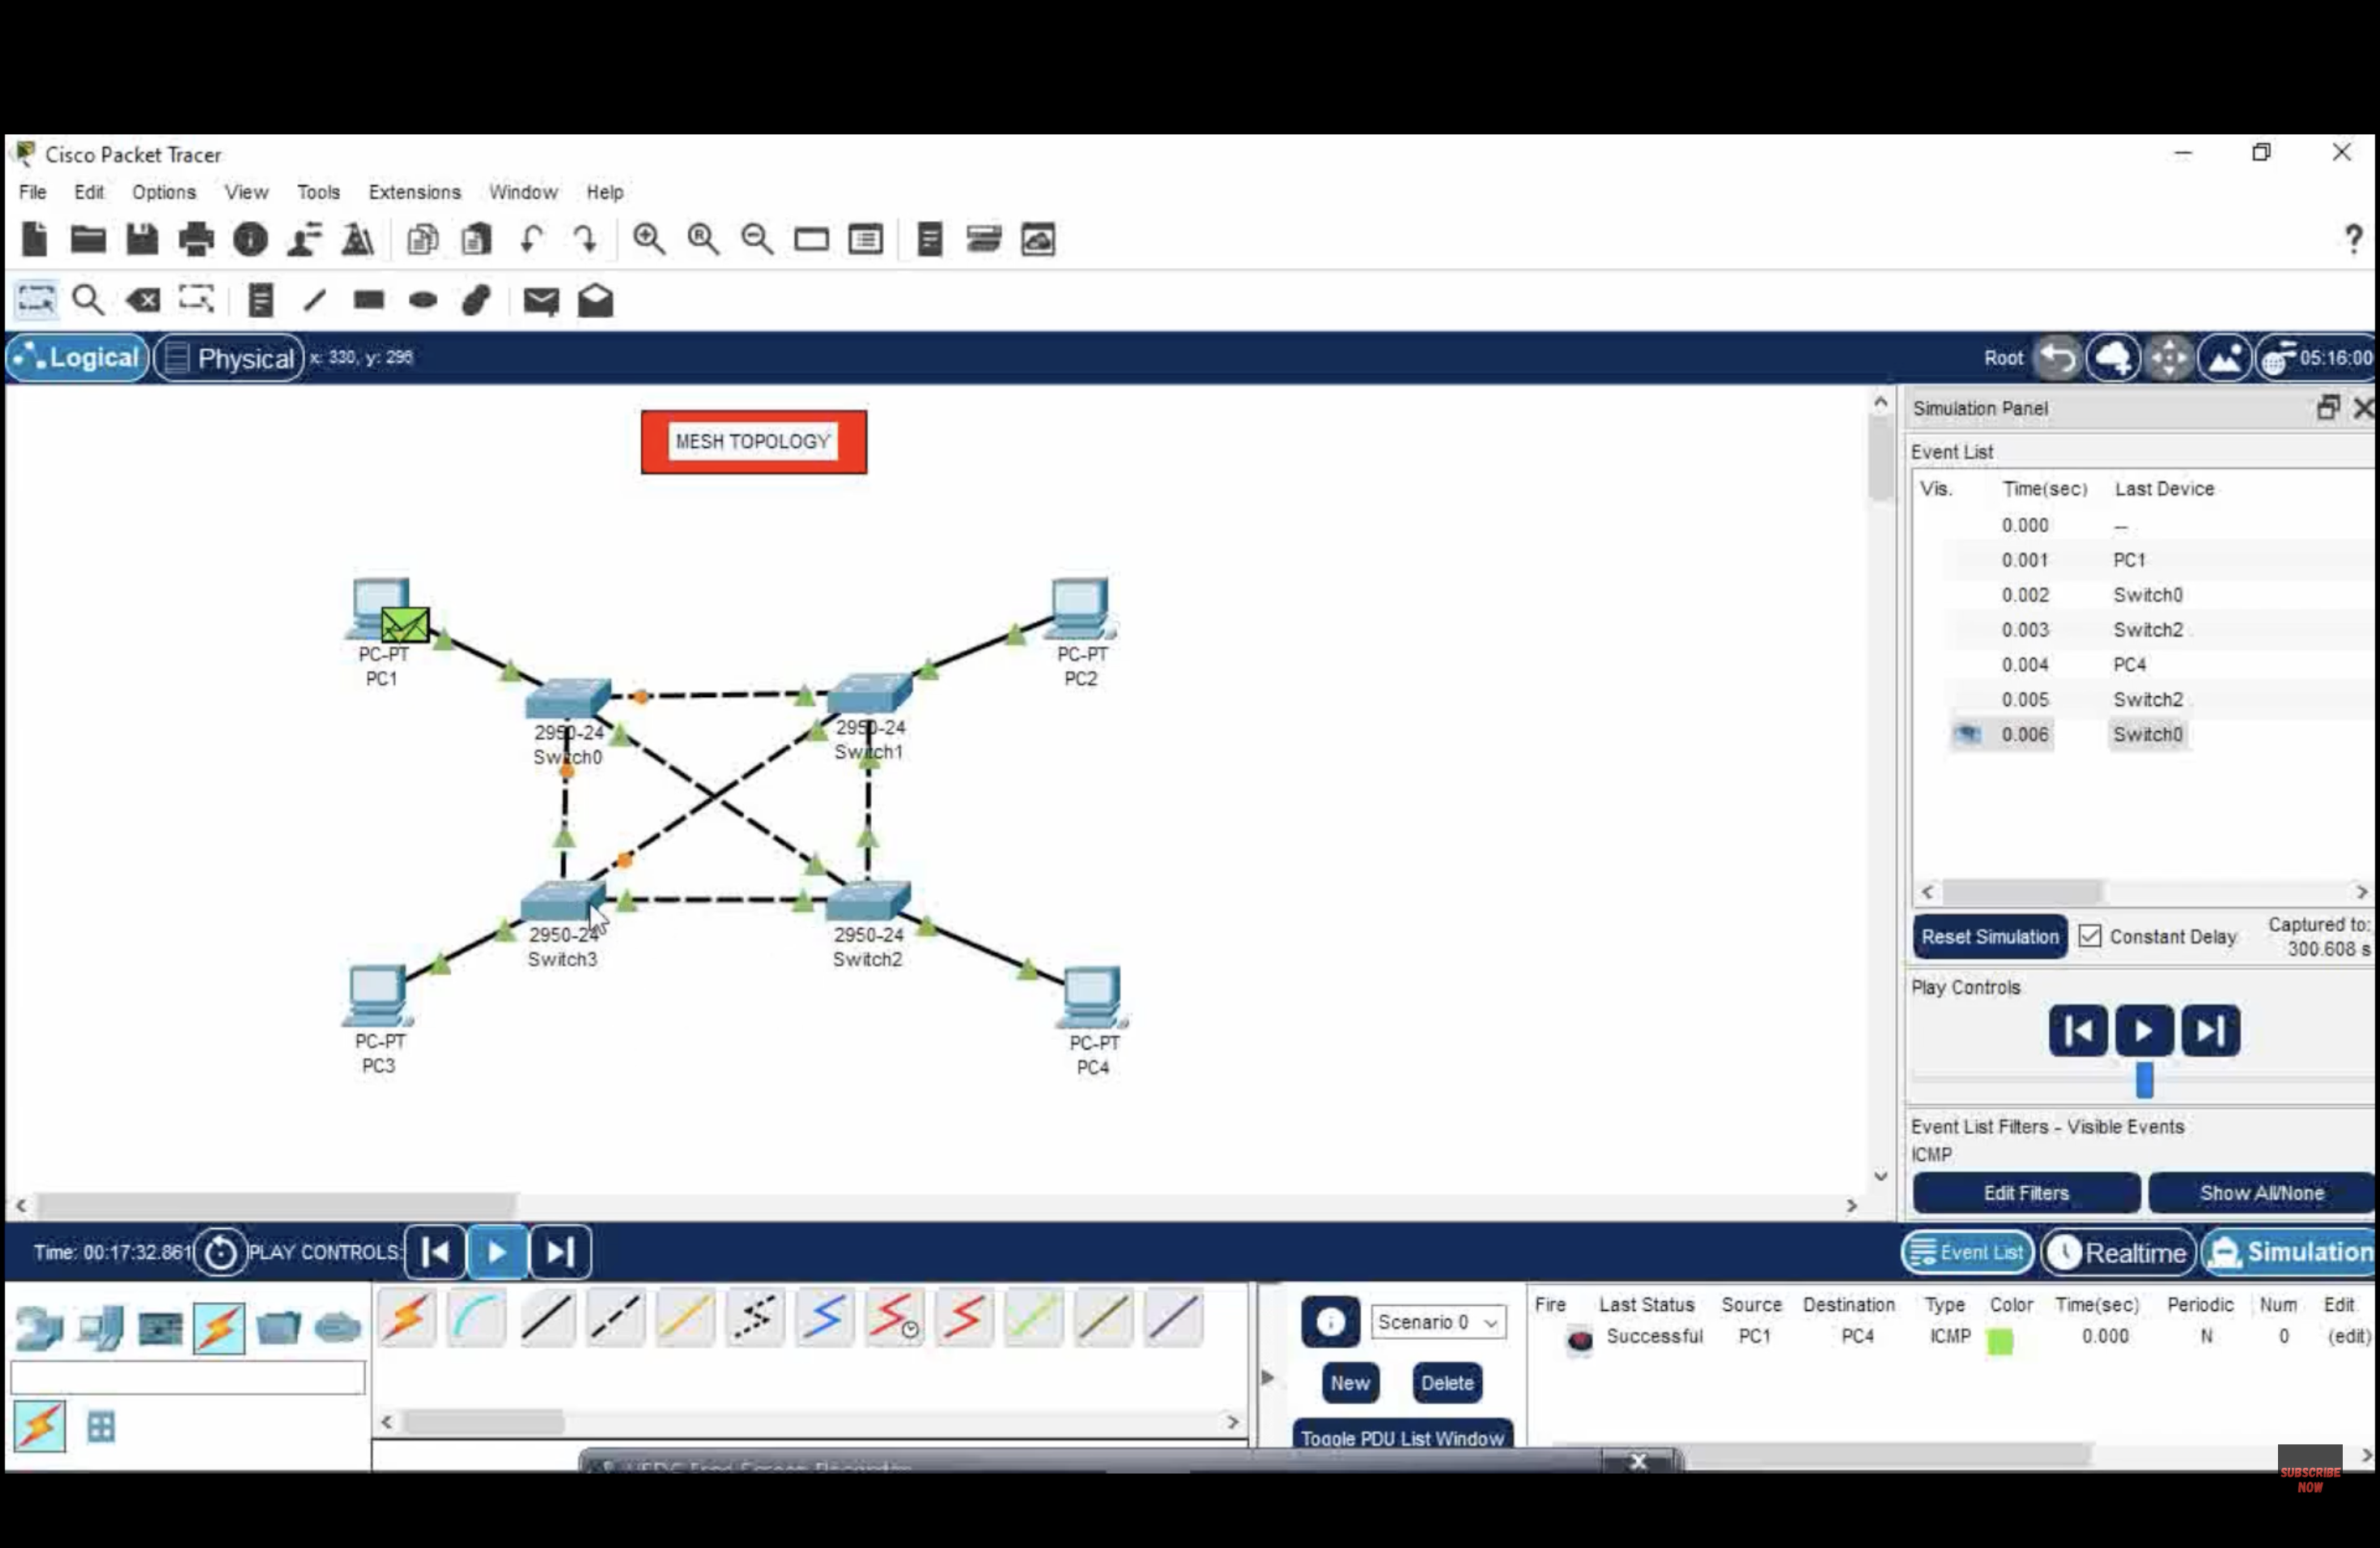 Cisco Packet Tracer
File Edit Options View Tools Extensions Window Help
Logical Physical x: 330, y: 296 Root 05:16:00
MESH TOPOLOGY
PC-PT
PC1
PC-PT
PC2
2950-24
Switch0
2950-24
Switch1
2950-24
Switch3
2950-24
Switch2
PC-PT
PC3
PC-PT
PC4
Simulation Panel
Event List
Vis. Time(sec) Last Device
0.000 --
0.001 PC1
0.002 Switch0
0.003 Switch2
0.004 PC4
0.005 Switch2
0.006 Switch0
Reset Simulation Constant Delay
Captured to:
300.608 s
Play Controls
Event List Filters - Visible Events
ICMP
Edit Filters Show All/None
Time: 00:17:32.861 PLAY CONTROLS: Event List Realtime Simulation
Scenario 0
New Delete
Toggle PDU List Window
Fire Last Status Source Destination Type Color Time(sec) Periodic Num Edit
Successful PC1 PC4 ICMP 0.000 N 0 (edit)
SUBSCRIBE
NOW